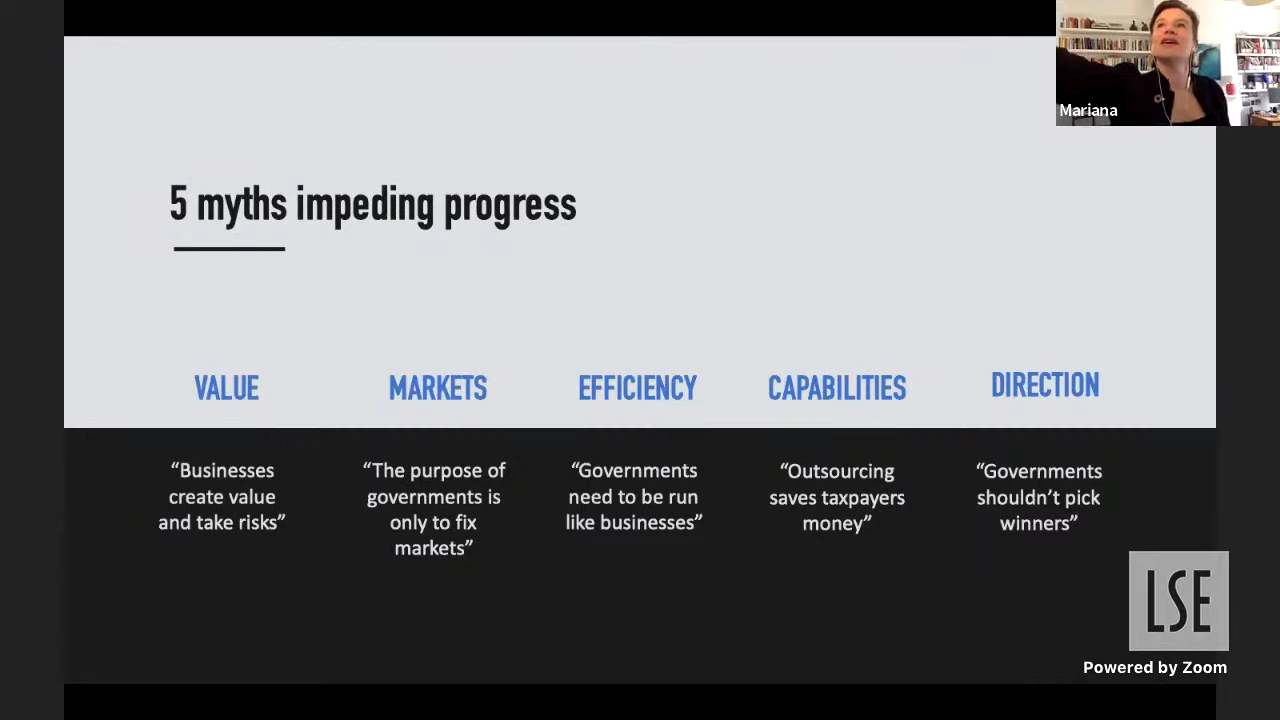 Mariana
5 myths impeding progress
VALUE
“Businesses
create value
and take risks”
MARKETS
“The purpose of
governments is
only to fix
markets”
EFFICIENCY
“Governments
need to be run
like businesses”
CAPABILITIES
“Outsourcing
saves taxpayers
money”
DIRECTION
“Governments
shouldn’t pick
winners”
LSE
Powered by Zoom